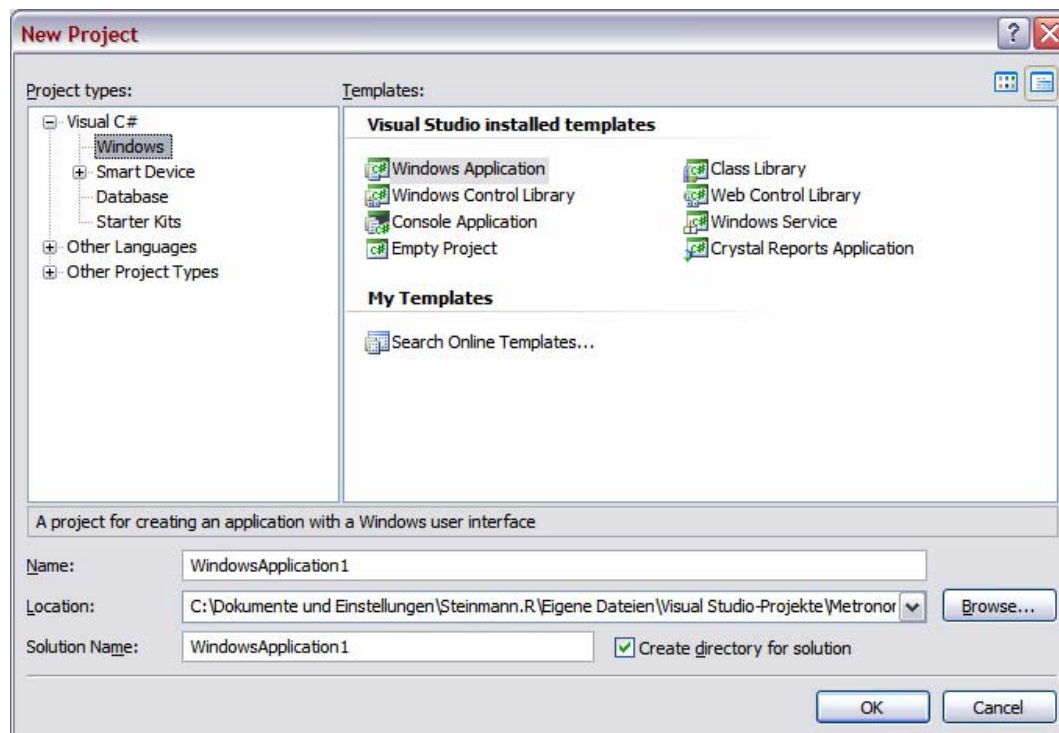 New Project
Project types:
Templates:
Visual C#
Windows
Smart Device
Database
Starter Kits
Other Languages
Other Project Types
Visual Studio installed templates
Windows Application
Class Library
Windows Control Library
Web Control Library
Console Application
Windows Service
Empty Project
Crystal Reports Application
My Templates
Search Online Templates...
A project for creating an application with a Windows user interface
Name:
WindowsApplication1
Location:
C:\Dokumente und Einstellungen\Steinmann.R\Eigene Dateien\Visual Studio-Projekte\Metronor
Browse...
Solution Name:
WindowsApplication1
Create directory for solution
OK
Cancel